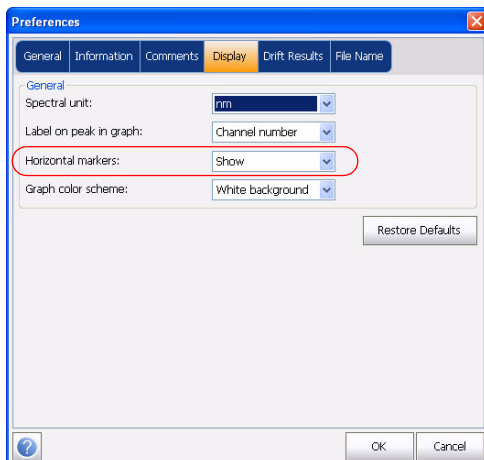 Preferences
General Information Comments Display Drift Results File Name
General
Spectral unit: nm
Label on peak in graph: Channel number
Horizontal markers: Show
Graph color scheme: White background
Restore Defaults
? OK Cancel